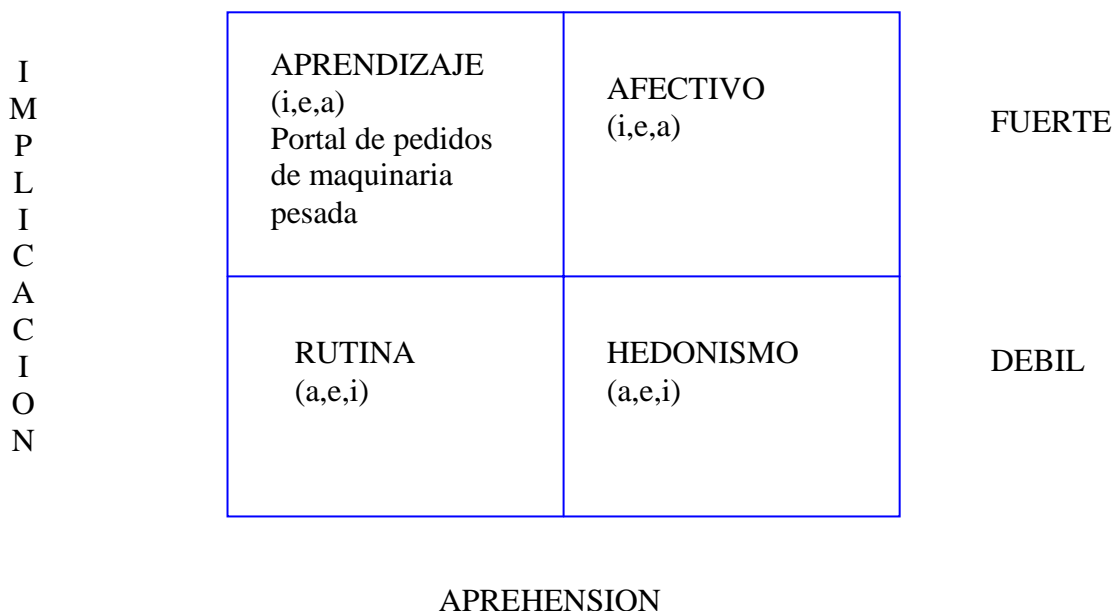 I
M
P
L
I
C
A
C
I
O
N
APRENDIZAJE
(i,e,a)
Portal de pedidos
de maquinaria
pesada
AFECTIVO
(i,e,a)
FUERTE
RUTINA
(a,e,i)
HEDONISMO
(a,e,i)
DEBIL
APREHENSION